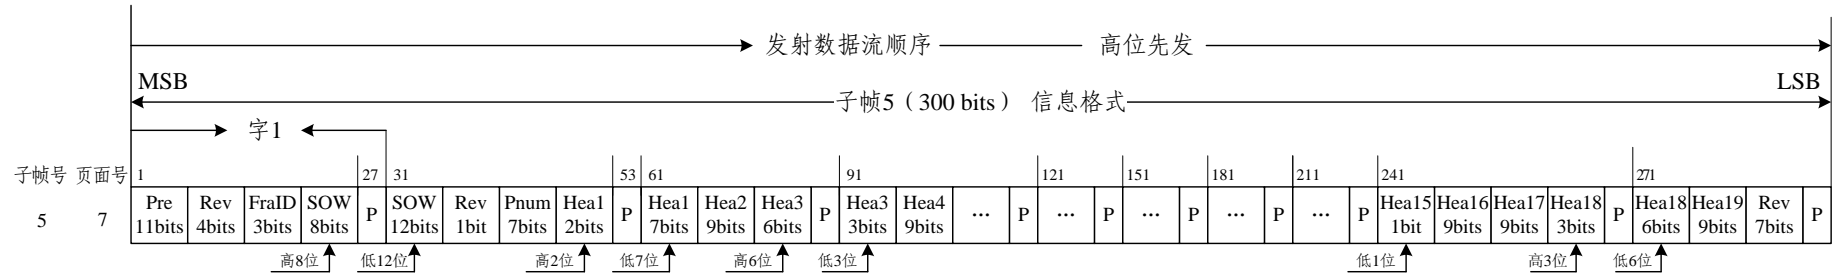 发射数据流顺序 高位先发
MSB LSB
子帧5（300 bits） 信息格式
字1
子帧号 页面号 1 27 31 53 61 91 121 151 181 211 241 271
Pre Rev FraID SOW P SOW Rev Pnum Hea1 P Hea1 Hea2 Hea3 P Hea3 Hea4 ... P ... P ... P ... P ... P Hea15 Hea16 Hea17 Hea18 P Hea18 Hea19 Rev P
5 7 11bits 4bits 3bits 8bits 12bits 1bit 7bits 2bits 7bits 9bits 6bits 3bits 9bits 1bit 9bits 9bits 3bits 6bits 9bits 7bits
高8位 低12位 高2位 低7位 高6位 低3位 低1位 高3位 低6位